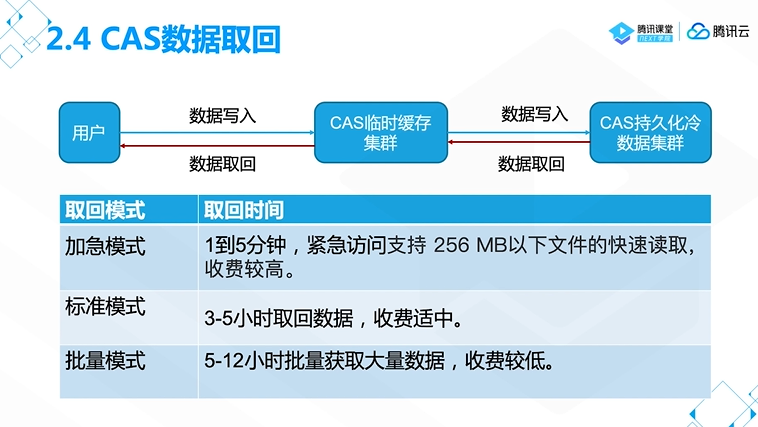 2.4 CAS数据取回
腾讯课堂
NEXT学院
腾讯云
用户
数据写入
数据取回
CAS临时缓存
集群
数据写入
数据取回
CAS持久化冷
数据集群
取回模式 取回时间
加急模式 1到5分钟，紧急访问支持 256 MB以下文件的快速读取，
收费较高。
标准模式 3-5小时取回数据，收费适中。
批量模式 5-12小时批量获取大量数据，收费较低。